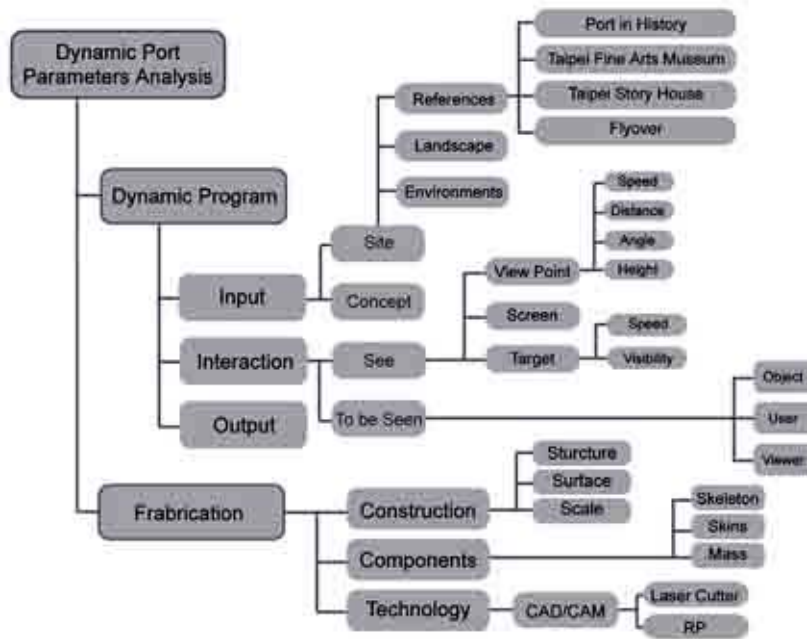 Dynamic Port
Parameters Analysis
Dynamic Program
Input
Site
References
Port in History
Taipei Fine Arts Museum
Taipei Story House
Flyover
Landscape
Environments
Concept
Interaction
See
View Point
Speed
Distance
Angle
Height
Screen
Target
Speed
Visibility
To be Seen
Object
User
Viewer
Output
Frabrication
Construction
Sturcture
Surface
Scale
Components
Skeleton
Skins
Mass
Technology
CAD/CAM
Laser Cutter
RP